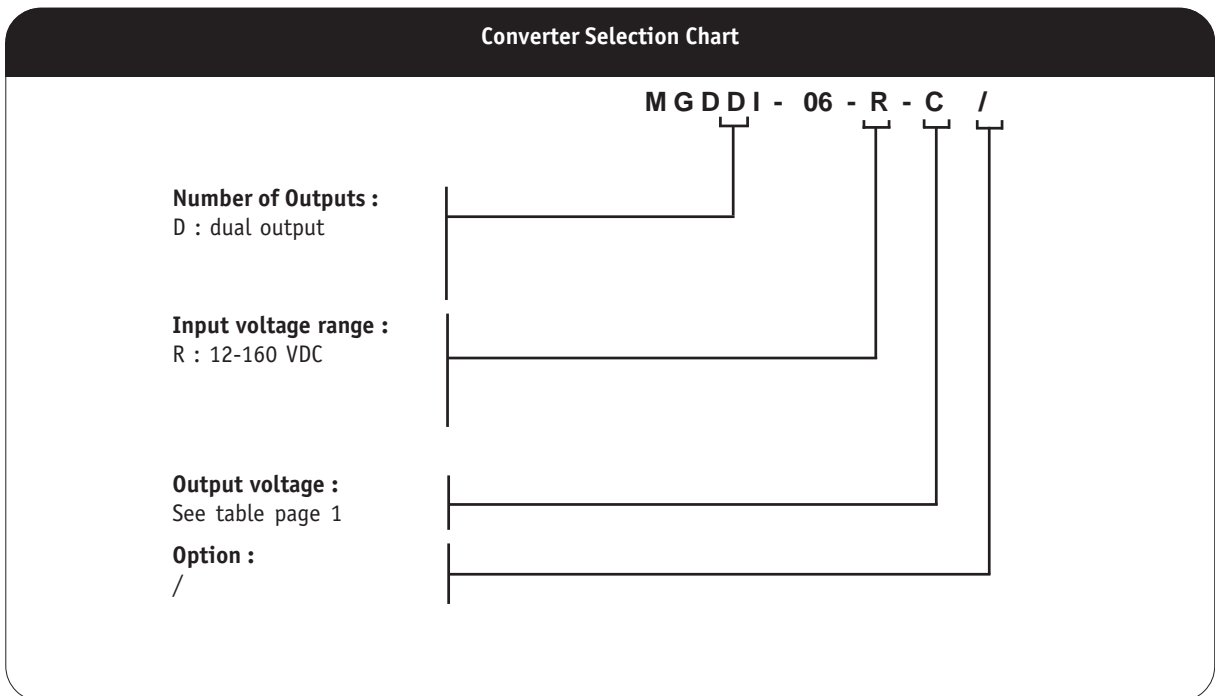 Converter Selection Chart
MGDDI - 06 - R - C /
Number of Outputs :
D : dual output
Input voltage range :
R : 12-160 VDC
Output voltage :
See table page 1
Option :
/